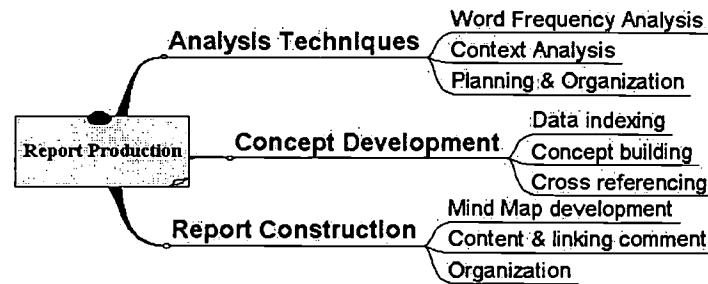 Report Production
Analysis Techniques
Word Frequency Analysis
Context Analysis
Planning & Organization
Concept Development
Data indexing
Concept building
Cross referencing
Report Construction
Mind Map development
Content & linking comment
Organization